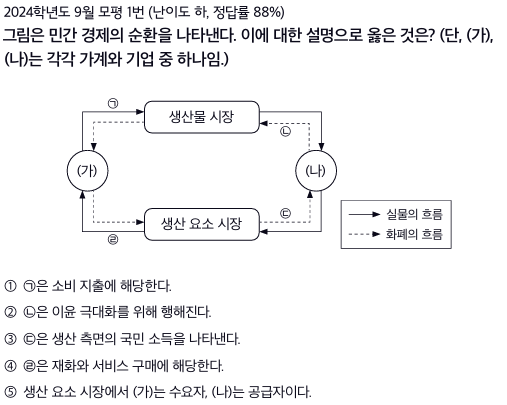 2024학년도 9월 모평 1번 (난이도 하, 정답률 88%)
그림은 민간 경제의 순환을 나타낸다. 이에 대한 설명으로 옳은 것은? (단, (가),
(나)는 각각 가계와 기업 중 하나임.)
㉠
생산물 시장
㉡
(가)
(나)
생산 요소 시장
㉢
㉣
실물의 흐름
화폐의 흐름
① ㉠은 소비 지출에 해당한다.
② ㉡은 이윤 극대화를 위해 행해진다.
③ ㉢은 생산 측면의 국민 소득을 나타낸다.
④ ㉣은 재화와 서비스 구매에 해당한다.
⑤ 생산 요소 시장에서 (가)는 수요자, (나)는 공급자이다.